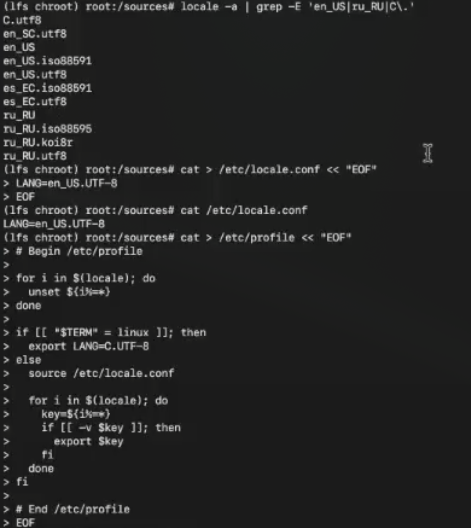 (lfs chroot) root:/sources# locale -a | grep -E 'en_US|ru_RU|C\.'
C.utf8
en_SC.utf8
en_US
en_US.iso88591
en_US.utf8
es_EC.iso88591
es_EC.utf8
ru_RU
ru_RU.iso88595
ru_RU.koi8r
ru_RU.utf8
(lfs chroot) root:/sources# cat > /etc/locale.conf << "EOF"
> LANG=en_US.UTF-8
> EOF
(lfs chroot) root:/sources# cat /etc/locale.conf
LANG=en_US.UTF-8
(lfs chroot) root:/sources# cat > /etc/profile << "EOF"
> # Begin /etc/profile
>
> for i in $(locale); do
>   unset ${i%=*}
> done
>
> if [[ "$TERM" = linux ]]; then
>   export LANG=C.UTF-8
> else
>   source /etc/locale.conf
>
>   for i in $(locale); do
>     key=${i%=*}
>     if [[ -v $key ]]; then
>       export $key
>     fi
>   done
> fi
>
> # End /etc/profile
> EOF